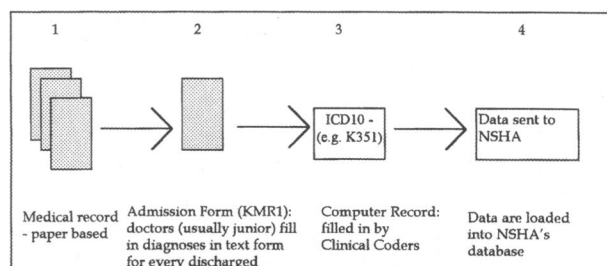 1 2 3 4
ICD10 -
(e.g. K351)
Data sent to
NSHA
Medical record
- paper based
Admission Form (KMR1):
doctors (usually junior) fill
in diagnoses in text form
for every discharged
Computer Record:
filled in by
Clinical Coders
Data are loaded
into NSHA's
database